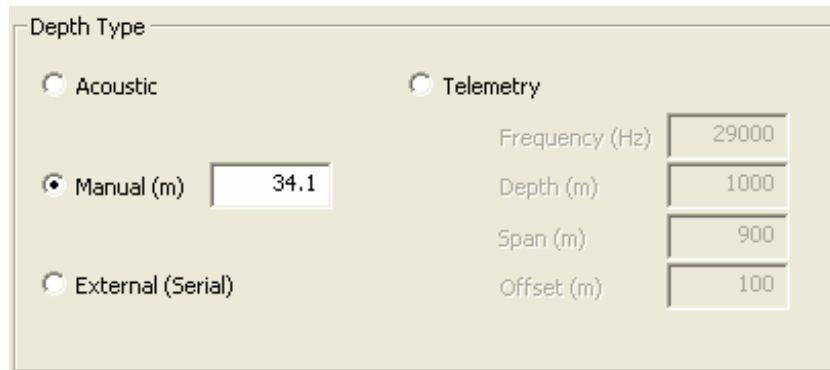 Depth Type
Acoustic
Telemetry
Frequency (Hz) 29000
Manual (m) 34.1
Depth (m) 1000
Span (m) 900
External (Serial)
Offset (m) 100